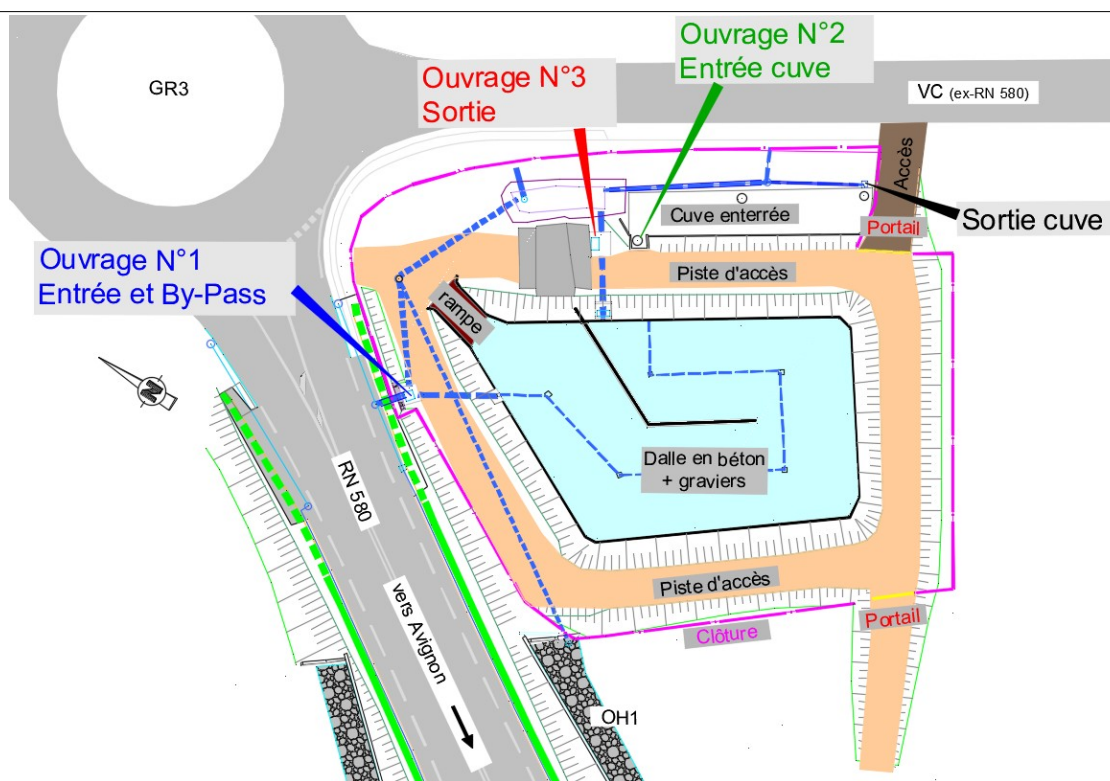 GR3
Ouvrage N°2
Entrée cuve
Ouvrage N°3
Sortie
VC (ex-RN 580)
Accès
Cuve enterrée
Portail
Sortie cuve
Ouvrage N°1
Entrée et By-Pass
Piste d'accès
rampe
N
Dalle en béton
+ graviers
RN 580
vers Avignon
Piste d'accès
Portail
Clôture
OH1